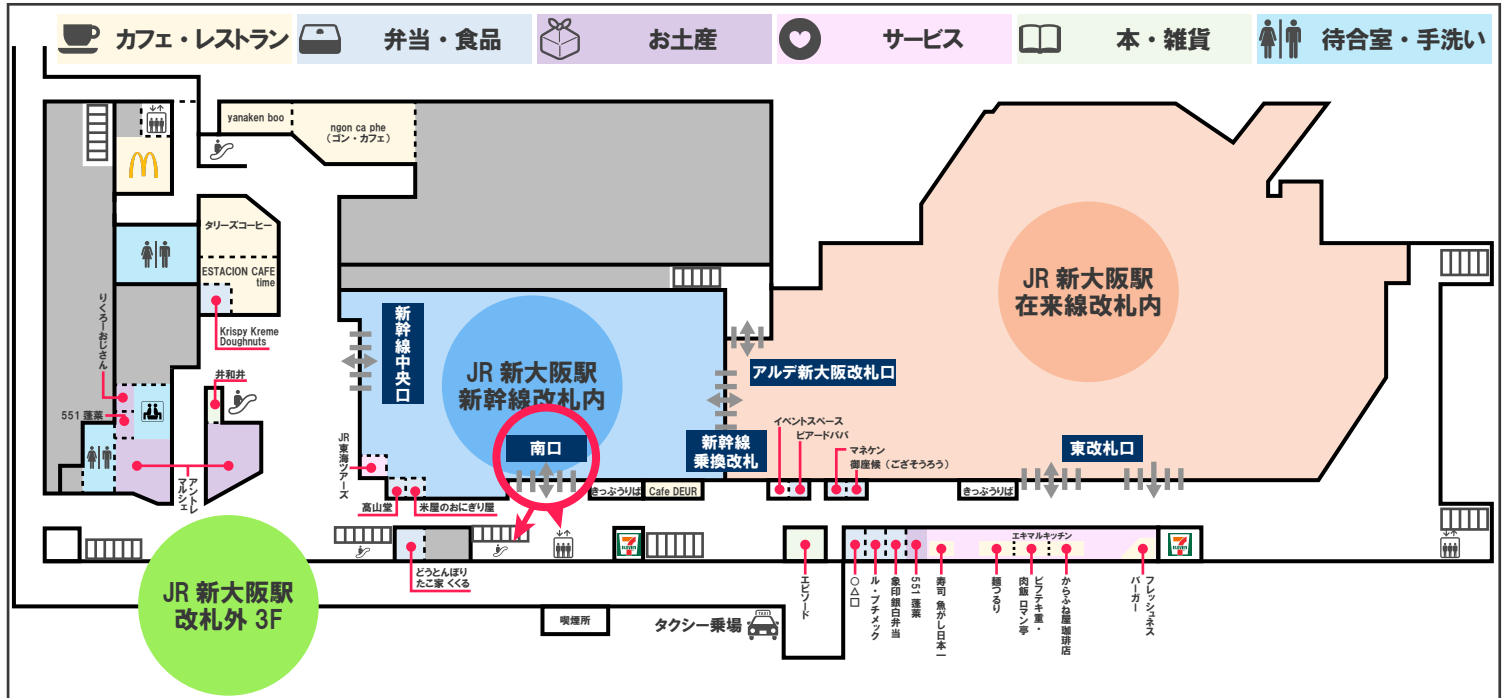 カフェ・レストラン
弁当・食品
お土産
サービス
本・雑貨
待合室・手洗い
yanaken boo
ngon ca phe
（ゴン・カフェ）
タリーズコーヒー
ESTACION CAFE
time
Krispy Kreme
Doughnuts
りくろーおじさん
551 蓬莱
井和井
アントレ
マルシェ
新幹線中央口
JR 新大阪駅
新幹線改札内
南口
JR 東海ツアーズ
高山堂
米屋のおにぎり屋
きっぷうりば
Cafe DEUR
アルデ新大阪改札口
新幹線
乗換改札
JR 新大阪駅
在来線改札内
イベントスペース
ビアードパパ
マネケン
御座候（ござそうろう）
東改札口
きっぷうりば
どうとんぼり
たこ家 くくる
7
ELEVEN
エピソード
エキマルキッチン
7
ELEVEN
〇△□
ル・プチメック
象印銀白弁当
551 蓬莱
寿司 魚がし日本一
麺つるり
ビフテキ重・
肉飯 ロマン亭
からふね屋珈琲店
フレッシュネス
バーガー
JR 新大阪駅
改札外 3F
喫煙所
タクシー乗場
TAXI